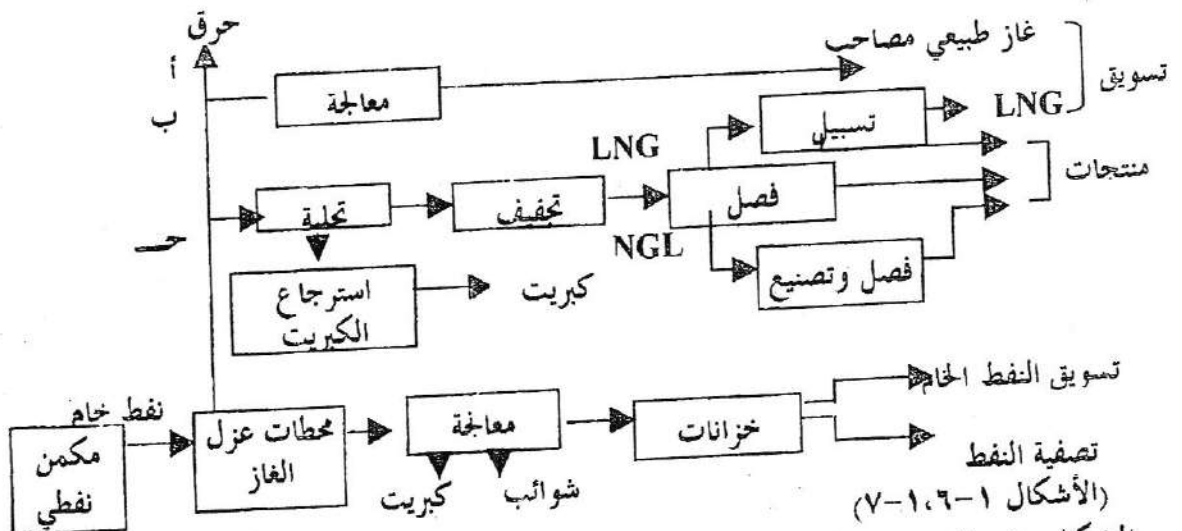 حرق
غاز طبيعي مصاحب
أ
تسويق
معالجة
ب
LNG
تسييل
LNG
منتجات
فصل
تجفيف
تحلية
حـ
NGL
فصل وتصنيع
كبريت
استرجاع
الكبريت
تسويق النفط الخام
نفط خام
مكمن
نفطي
محطات عزل
الغاز
معالجة
خزانات
كبريت
شوائب
تصفية النفط
(الأشكال ١-٦،١-٧)